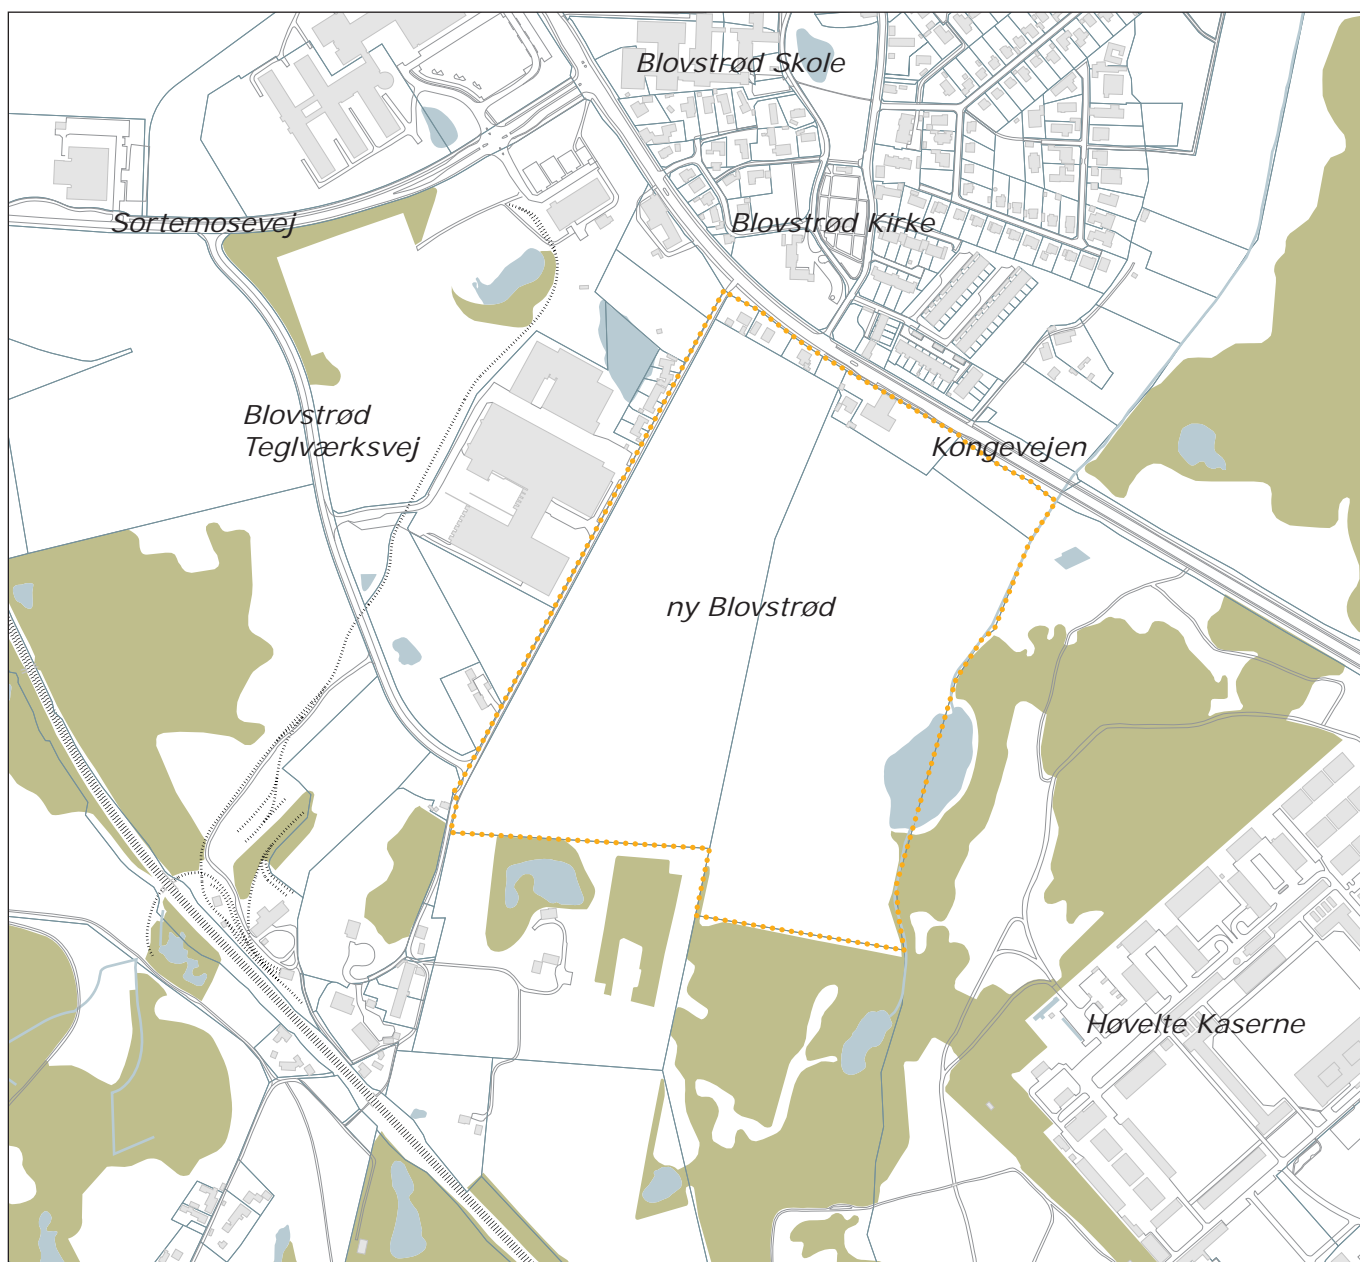 Blovstrød Skole
Sortemosevej
Blovstrød Kirke
Blovstrød
Teglværksvej
Kongevejen
ny Blovstrød
Høvelte Kaserne